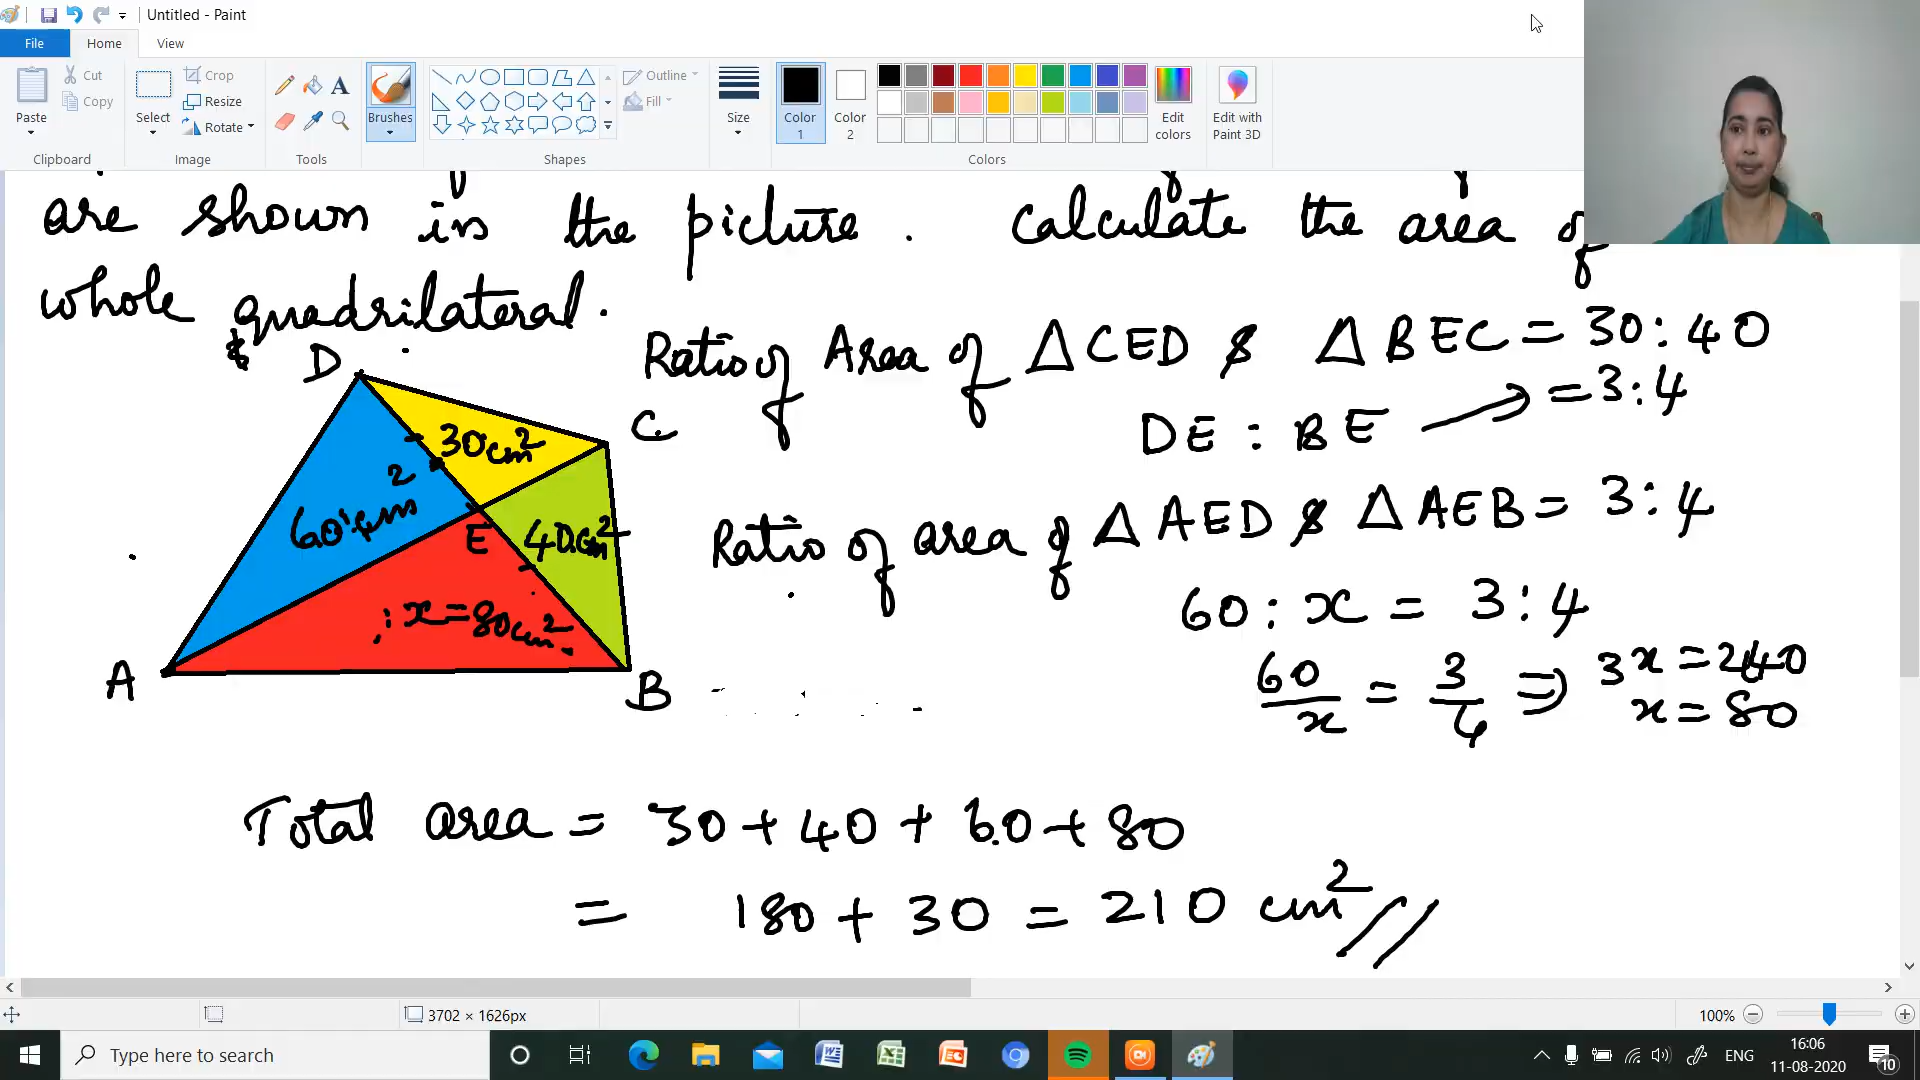 Untitled - Paint
File Home View
Paste Cut Copy Clipboard
Select Crop Resize Rotate Image
Tools
Brushes
Outline Fill Shapes
Size
Color 1 Color 2 Edit colors Edit with Paint 3D Colors
are shown in the picture. Calculate the area of
whole quadrilateral.
Ratio of Area of △CED & △BEC = 30:40
= 3:4
DE : BE
Ratio of area of △AED & △AEB = 3:4
60 : x = 3:4
60/x = 3/4 ⇒ 3x = 240
x = 80
D
C
30cm²
60cm²
E
40cm²
x = 80cm²
A
B
Total area = 30 + 40 + 60 + 80
= 180 + 30 = 210 cm² //
3702 × 1626px
100%
Type here to search
ENG
16:06
11-08-2020
10